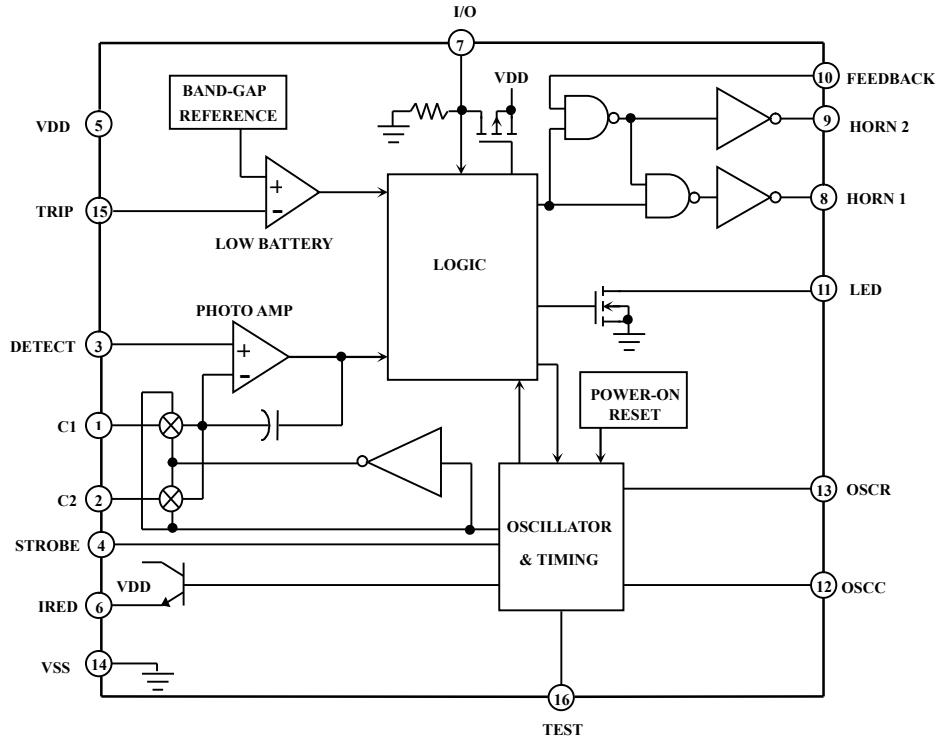 I/O
7
VDD
BAND-GAP
REFERENCE
10 FEEDBACK
VDD 5
9 HORN 2
+
-
TRIP 15
8 HORN 1
LOW BATTERY
LOGIC
11 LED
PHOTO AMP
DETECT 3
+
-
POWER-ON
RESET
C1 1
C2 2
13 OSCR
OSCILLATOR
& TIMING
STROBE 4
VDD
12 OSCC
IRED 6
VSS 14
16
TEST